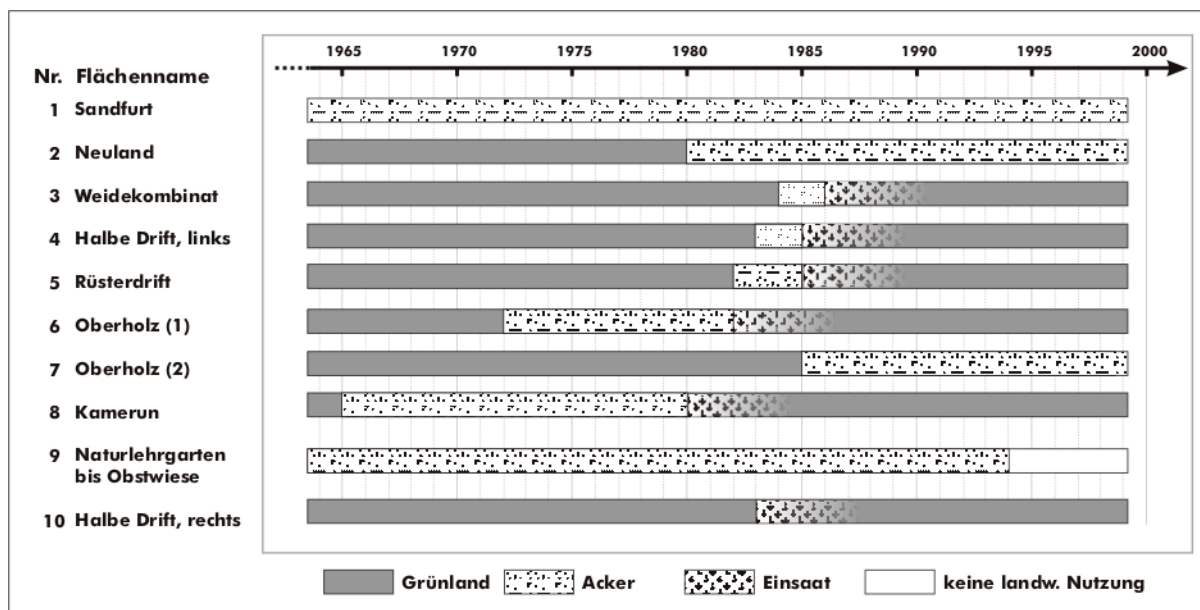 1965 1970 1975 1980 1985 1990 1995 2000
Nr. Flächenname
1 Sandfurt
2 Neuland
3 Weidekombinat
4 Halbe Drift, links
5 Rüsterdrift
6 Oberholz (1)
7 Oberholz (2)
8 Kamerun
9 Naturlehrgarten
bis Obstwiese
10 Halbe Drift, rechts
Grünland Acker Einsaat keine landw. Nutzung